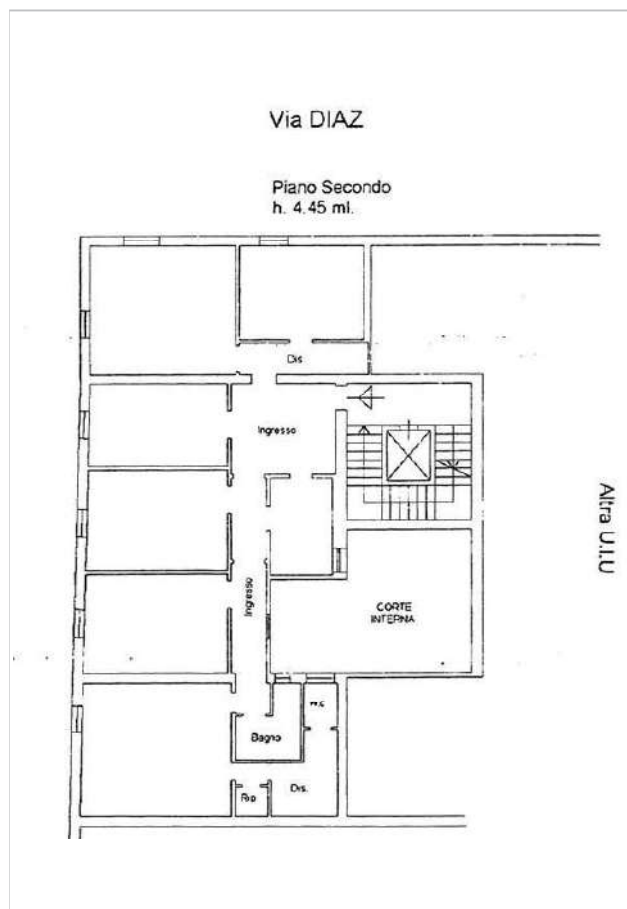 Via DIAZ
Piano Secondo
h. 4.45 ml.
Dis.
Ingresso
Altra U.I.U
Ingresso
CORTE
INTERNA
W.C
Bagno
Rip
Dis.